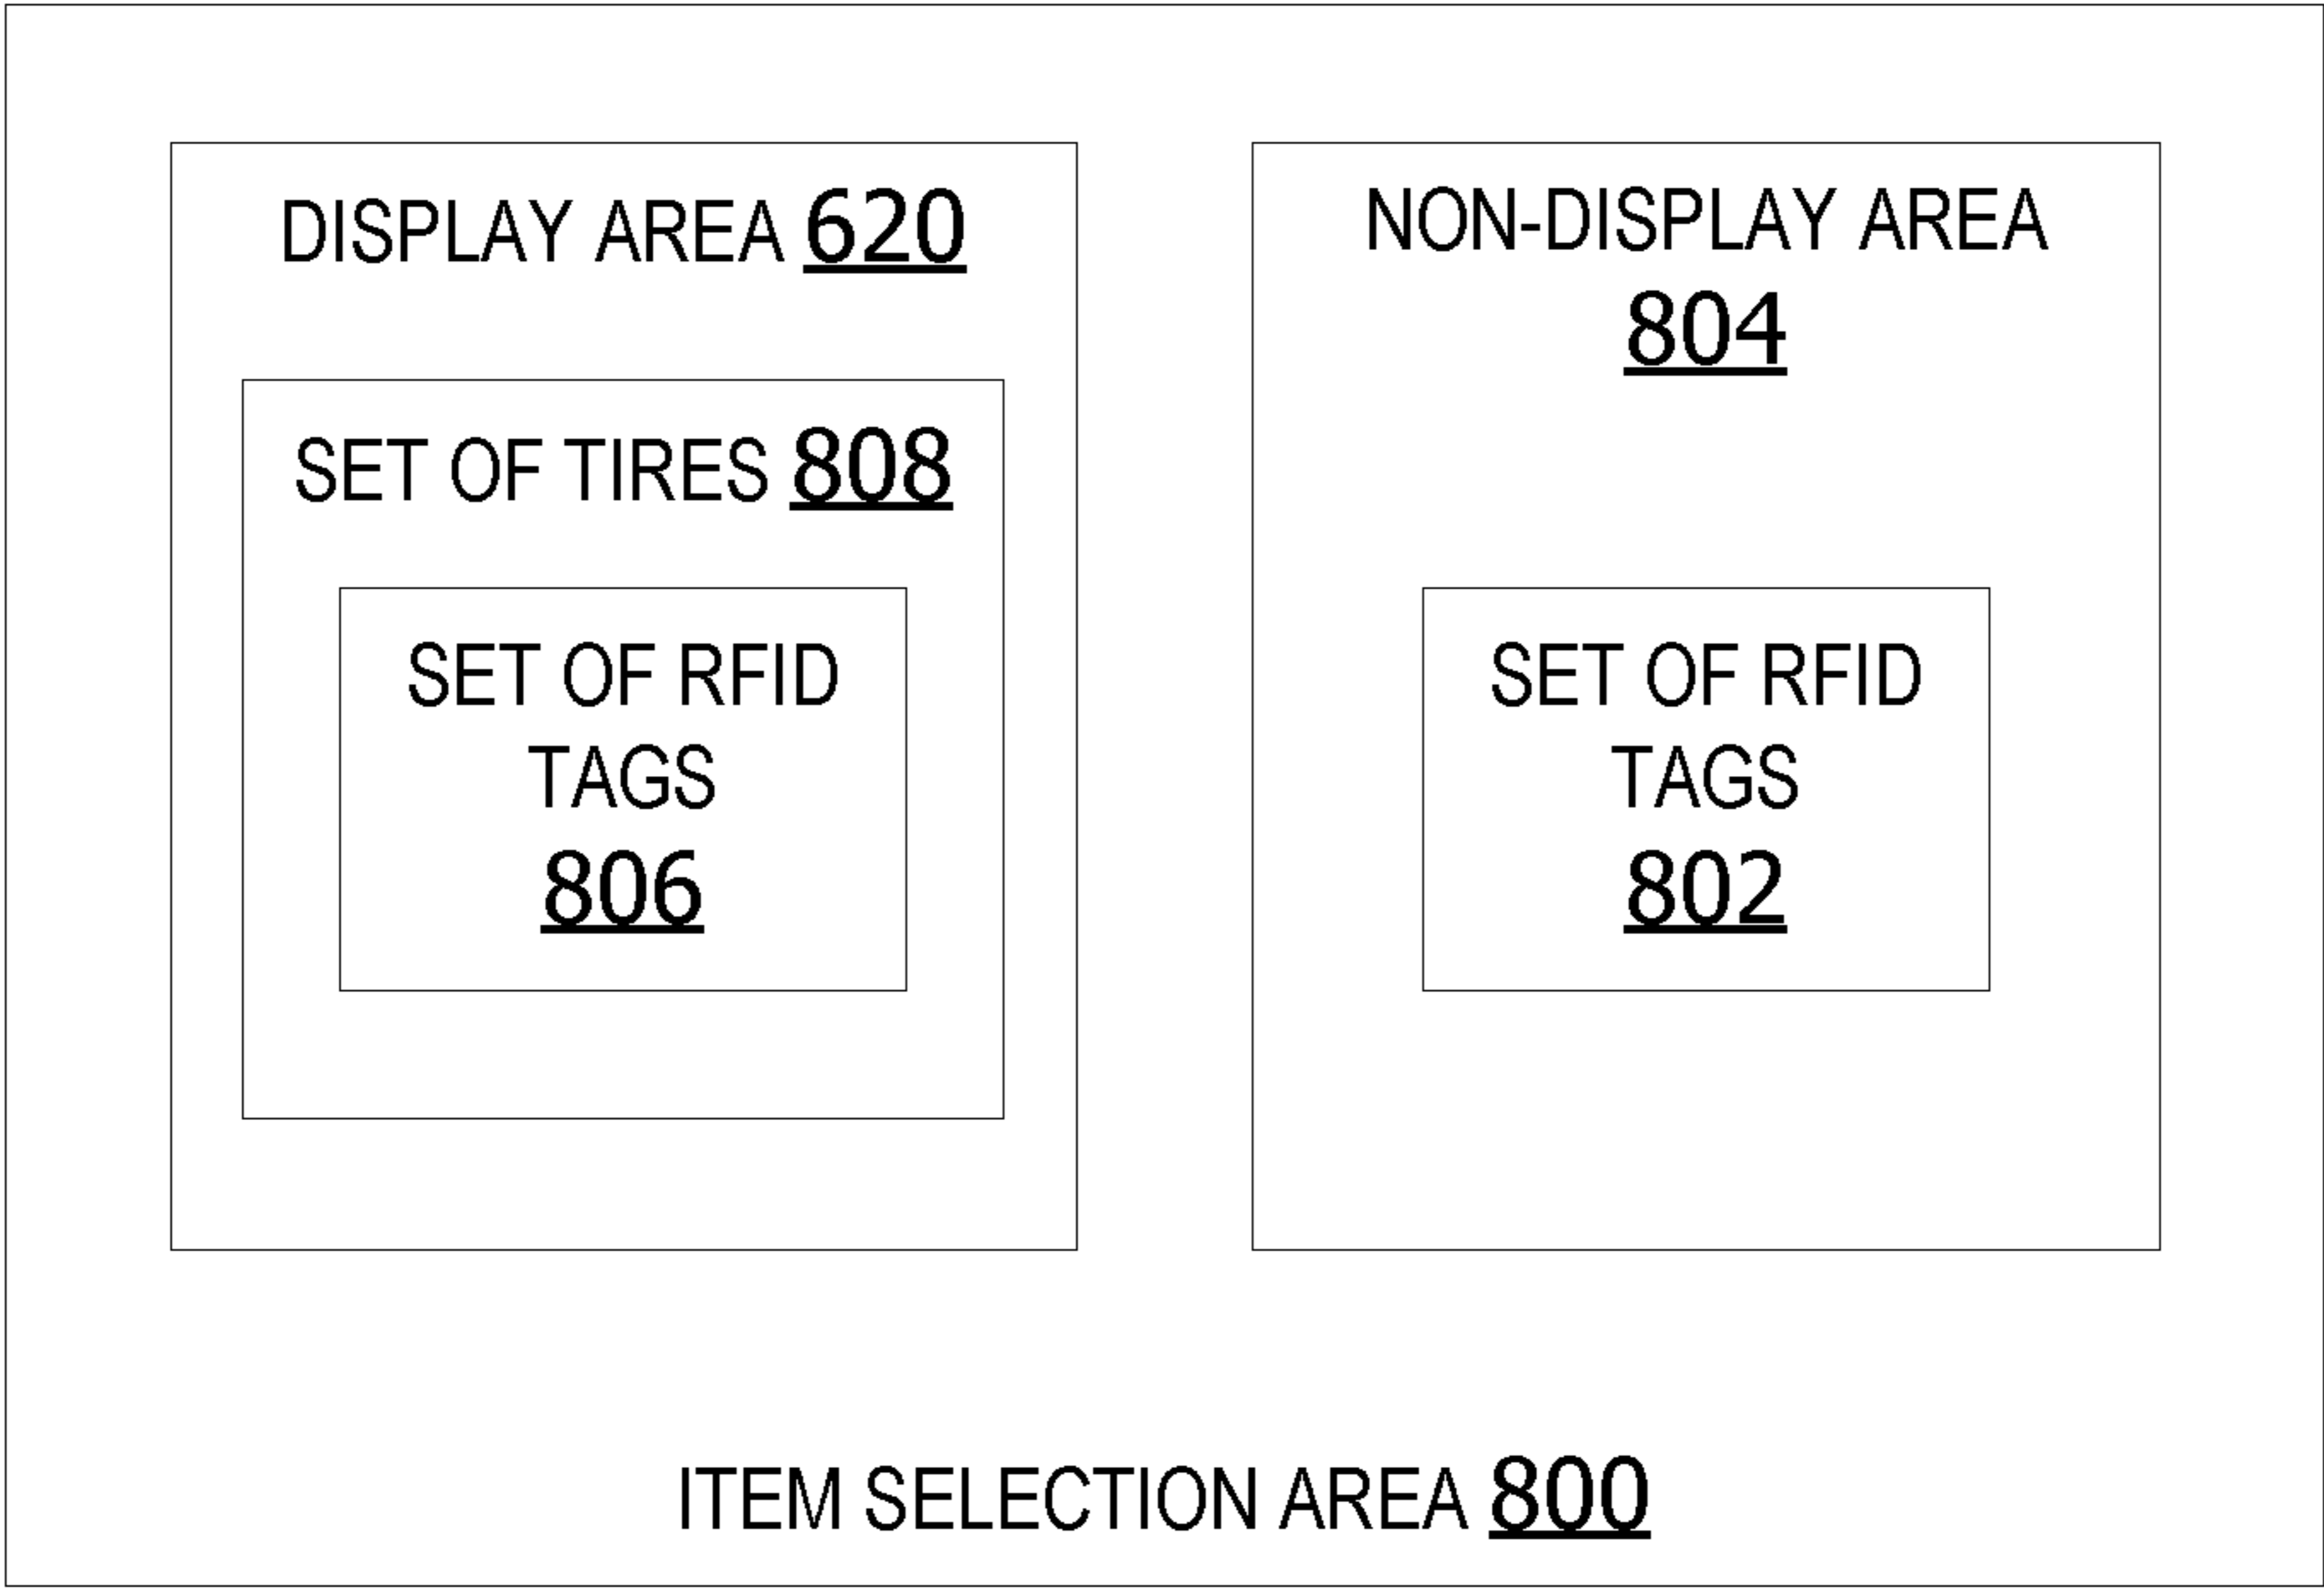 DISPLAY AREA 620
SET OF TIRES 808
SET OF RFID
TAGS
806
NON-DISPLAY AREA
804
SET OF RFID
TAGS
802
ITEM SELECTION AREA 800